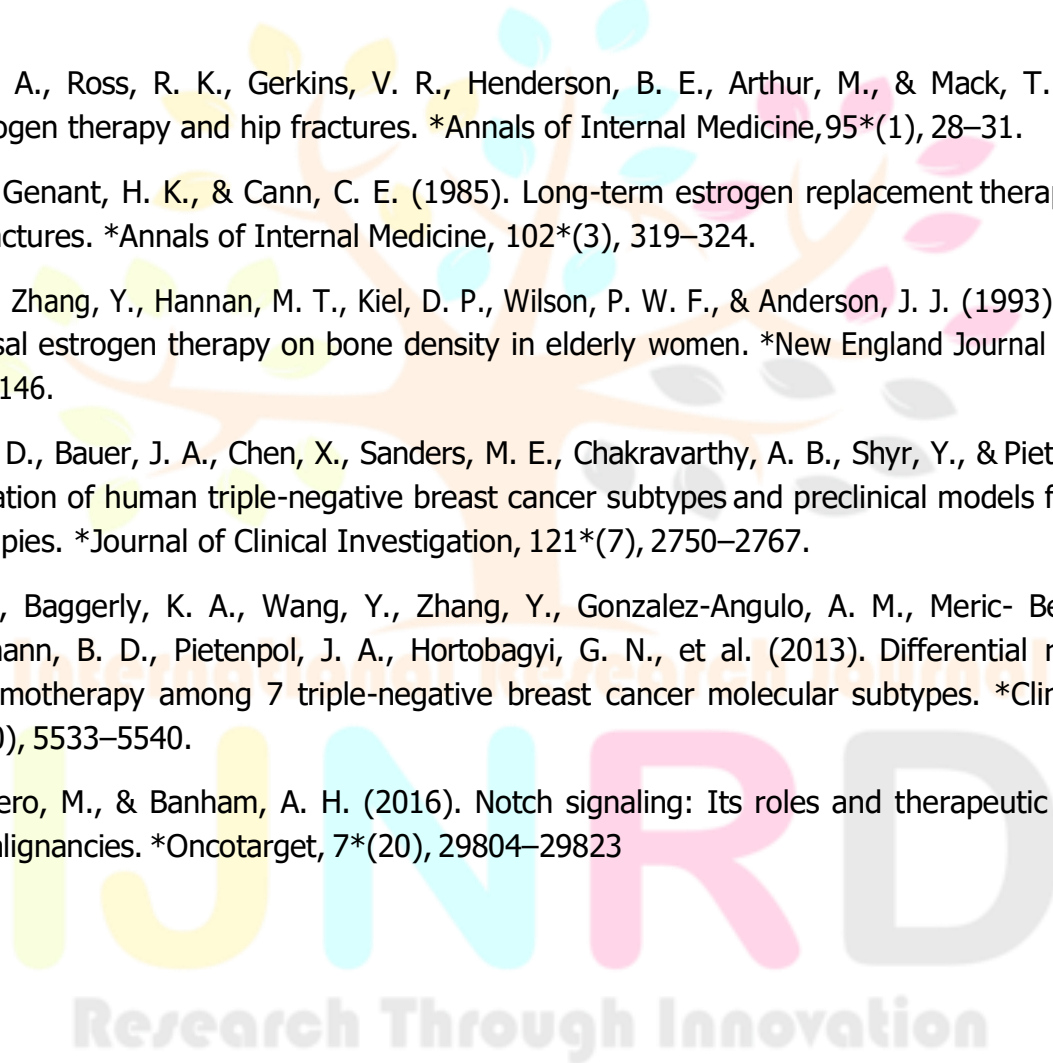 A., Ross, R. K., Gerkins, V. R., Henderson, B. E., Arthur, M., & Mack, T.
ogen therapy and hip fractures. *Annals of Internal Medicine, 95*(1), 28–31.
Genant, H. K., & Cann, C. E. (1985). Long-term estrogen replacement therap
ctures. *Annals of Internal Medicine, 102*(3), 319–324.
Zhang, Y., Hannan, M. T., Kiel, D. P., Wilson, P. W. F., & Anderson, J. J. (1993)
sal estrogen therapy on bone density in elderly women. *New England Journal
146.
D., Bauer, J. A., Chen, X., Sanders, M. E., Chakravarthy, A. B., Shyr, Y., & Piet
ation of human triple-negative breast cancer subtypes and preclinical models f
pies. *Journal of Clinical Investigation, 121*(7), 2750–2767.
, Baggerly, K. A., Wang, Y., Zhang, Y., Gonzalez-Angulo, A. M., Meric- Be
mann, B. D., Pietenpol, J. A., Hortobagyi, G. N., et al. (2013). Differential r
International Research Journal
motherapy among 7 triple-negative breast cancer molecular subtypes. *Clin
), 5533–5540.
ero, M., & Banham, A. H. (2016). Notch signaling: Its roles and therapeutic
alignancies. *Oncotarget, 7*(20), 29804–29823
IJNRD
Research Through Innovation